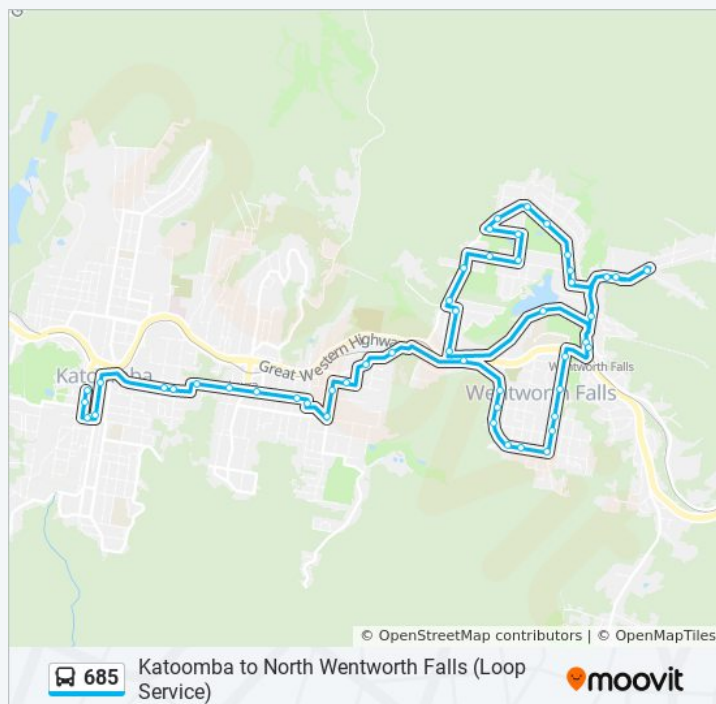 Great Western Highway
Katoomba
Wentworth Falls
Wentworth Falls
© OpenStreetMap contributors | © OpenMapTiles
685
Katoomba to North Wentworth Falls (Loop
Service)
moovit